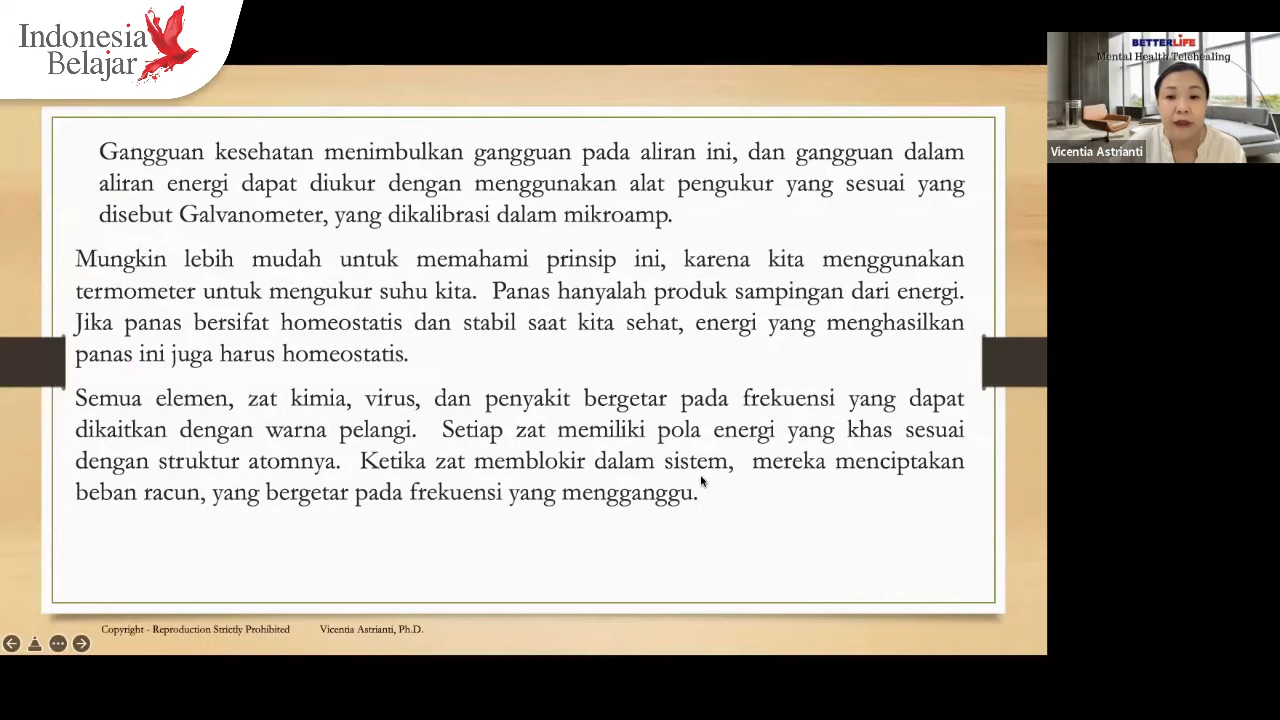 Indonesia
Belajar
BETTERLIFE
Mental Health Telehealing
Vicentia Astrianti
Gangguan kesehatan menimbulkan gangguan pada aliran ini, dan gangguan dalam
aliran energi dapat diukur dengan menggunakan alat pengukur yang sesuai yang
disebut Galvanometer, yang dikalibrasi dalam mikroamp.
Mungkin lebih mudah untuk memahami prinsip ini, karena kita menggunakan
termometer untuk mengukur suhu kita. Panas hanyalah produk sampingan dari energi.
Jika panas bersifat homeostatis dan stabil saat kita sehat, energi yang menghasilkan
panas ini juga harus homeostatis.
Semua elemen, zat kimia, virus, dan penyakit bergetar pada frekuensi yang dapat
dikaitkan dengan warna pelangi. Setiap zat memiliki pola energi yang khas sesuai
dengan struktur atomnya. Ketika zat memblokir dalam sistem, mereka menciptakan
beban racun, yang bergetar pada frekuensi yang mengganggu.
Copyright - Reproduction Strictly Prohibited Vicentia Astrianti, Ph.D.